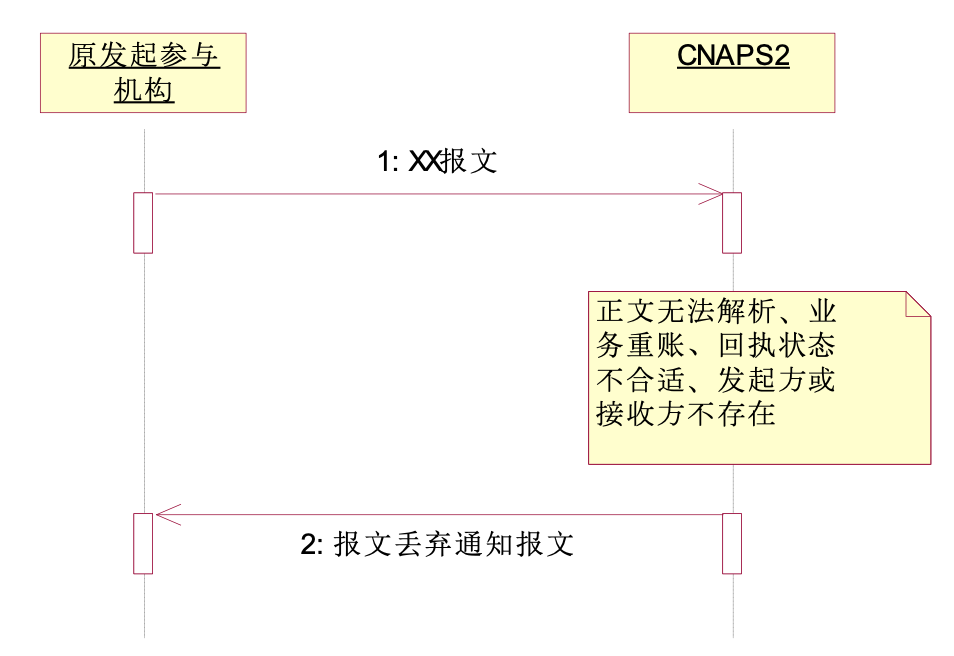 原发起参与
机构
CNAPS2
1: XX报文
正文无法解析、业
务重账、回执状态
不合适、发起方或
接收方不存在
2: 报文丢弃通知报文